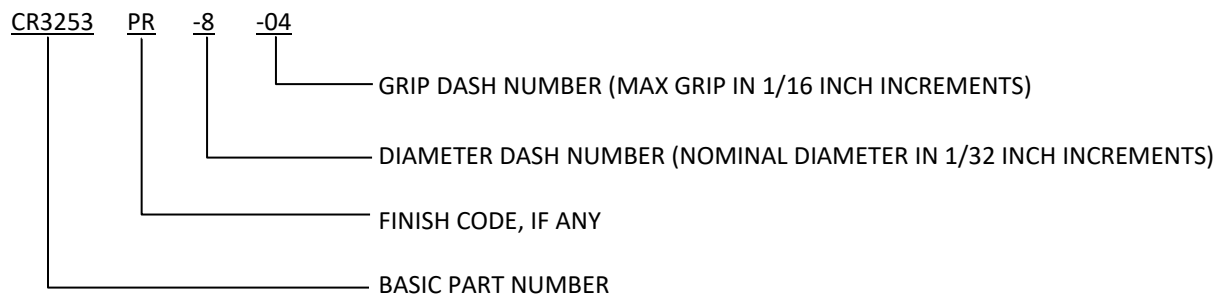 CR3253 PR -8 -04
GRIP DASH NUMBER (MAX GRIP IN 1/16 INCH INCREMENTS)
DIAMETER DASH NUMBER (NOMINAL DIAMETER IN 1/32 INCH INCREMENTS)
FINISH CODE, IF ANY
BASIC PART NUMBER